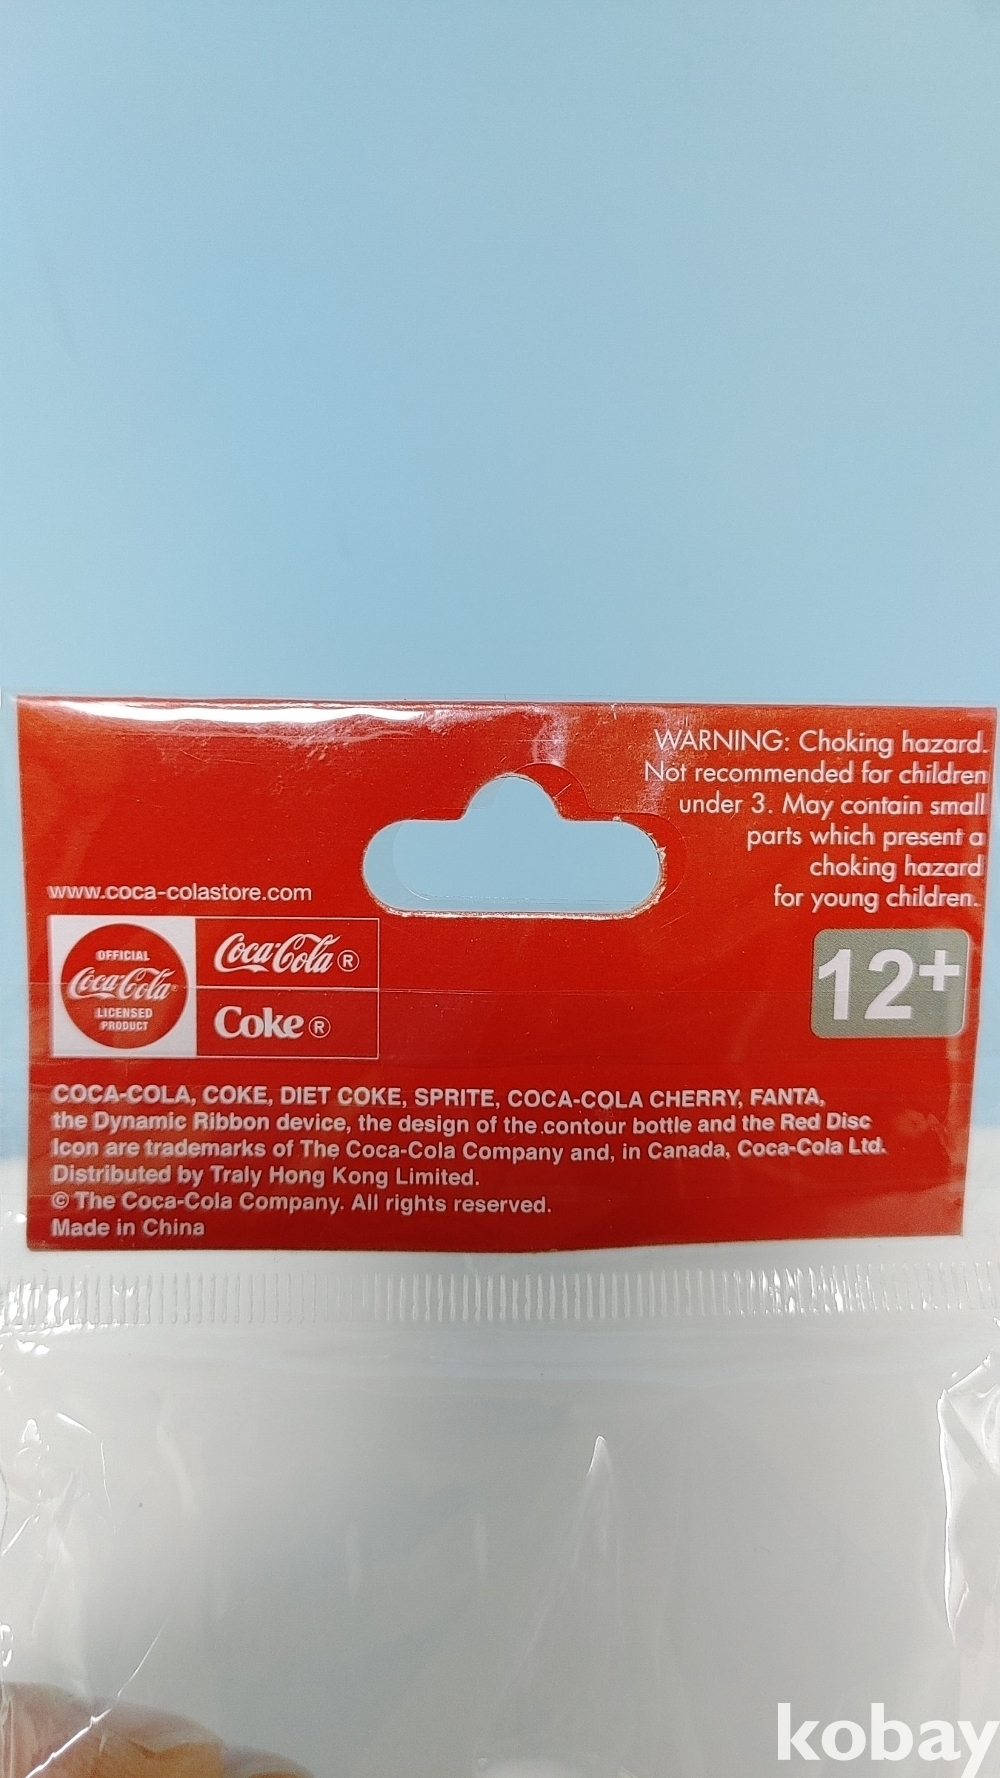 WARNING: Choking hazard.
Not recommended for children
under 3. May contain small
parts which present a
choking hazard
for young children.
www.coca-colastore.com
OFFICIAL
Coca-Cola®
LICENSED
PRODUCT
Coca-Cola ®
Coke ®
12+
COCA-COLA, COKE, DIET COKE, SPRITE, COCA-COLA CHERRY, FANTA,
the Dynamic Ribbon device, the design of the contour bottle and the Red Disc
Icon are trademarks of The Coca-Cola Company and, in Canada, Coca-Cola Ltd.
Distributed by Traly Hong Kong Limited.
© The Coca-Cola Company. All rights reserved.
Made in China
kobay